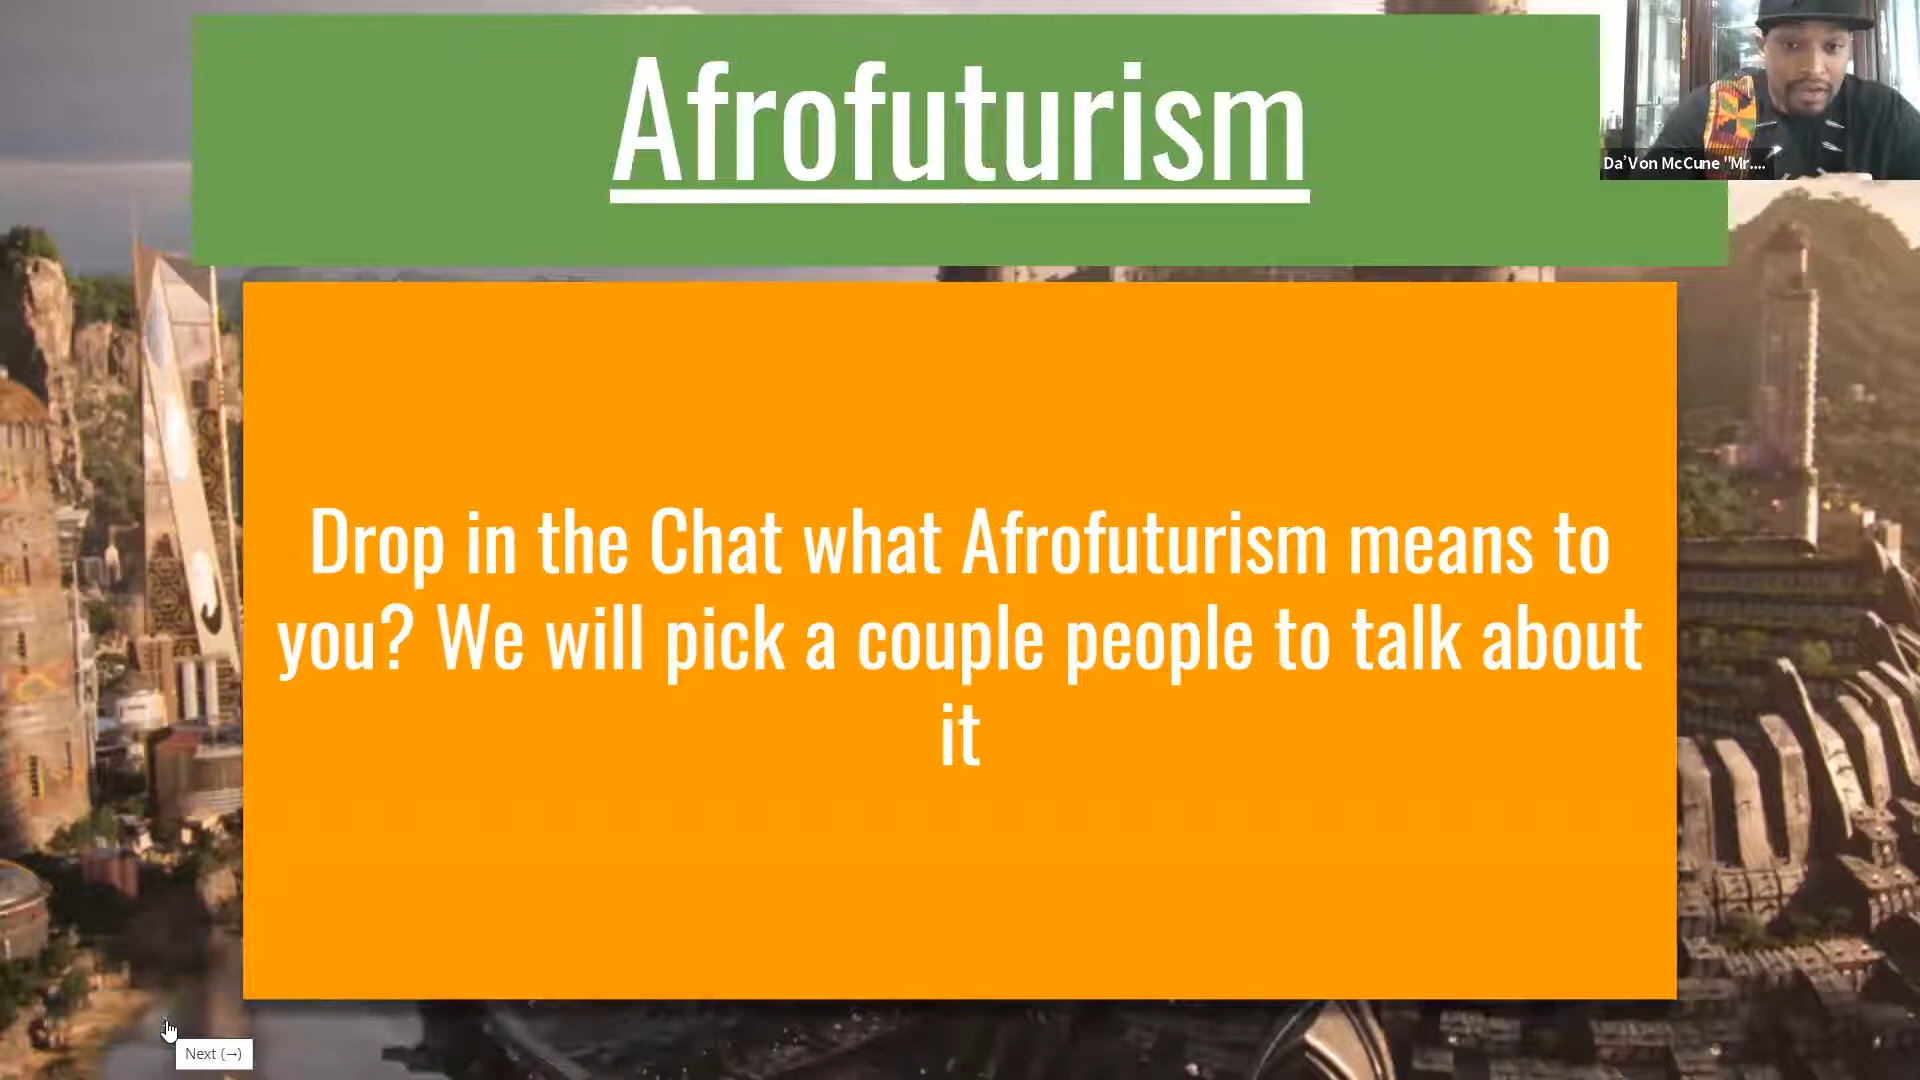 Afrofuturism
Da'Von McCune "Mr....
Drop in the Chat what Afrofuturism means to
you? We will pick a couple people to talk about
it
Next (→)